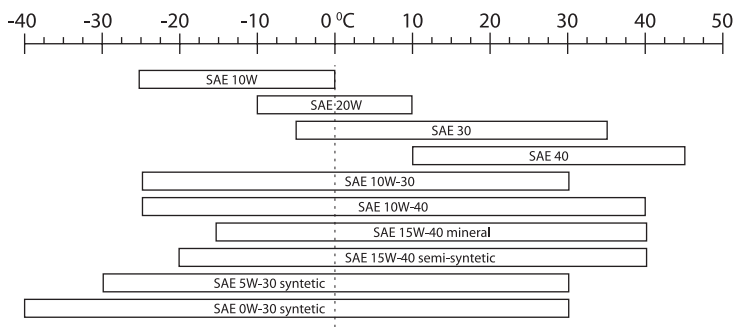 -40 -30 -20 -10 0 ⁰C 10 20 30 40 50
SAE 10W
SAE 20W
SAE 30
SAE 40
SAE 10W-30
SAE 10W-40
SAE 15W-40 mineral
SAE 15W-40 semi-syntetic
SAE 5W-30 syntetic
SAE 0W-30 syntetic